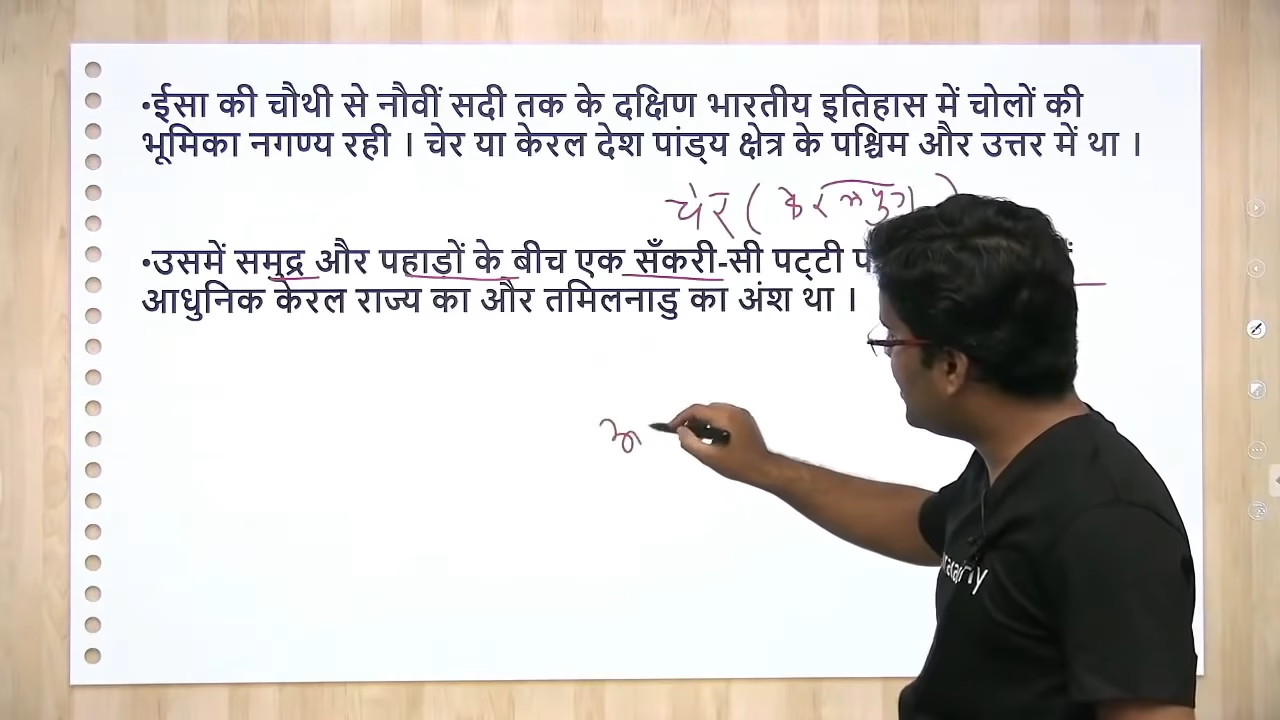 •ईसा की चौथी से नौवीं सदी तक के दक्षिण भारतीय इतिहास में चोलों की
भूमिका नगण्य रही । चेर या केरल देश पांड्य क्षेत्र के पश्चिम और उत्तर में था ।
चेर (
•उसमें समुद्र और पहाड़ों के बीच एक सँकरी-सी पट्टी
आधुनिक केरल राज्य का और तमिलनाडु का अंश था ।
अ